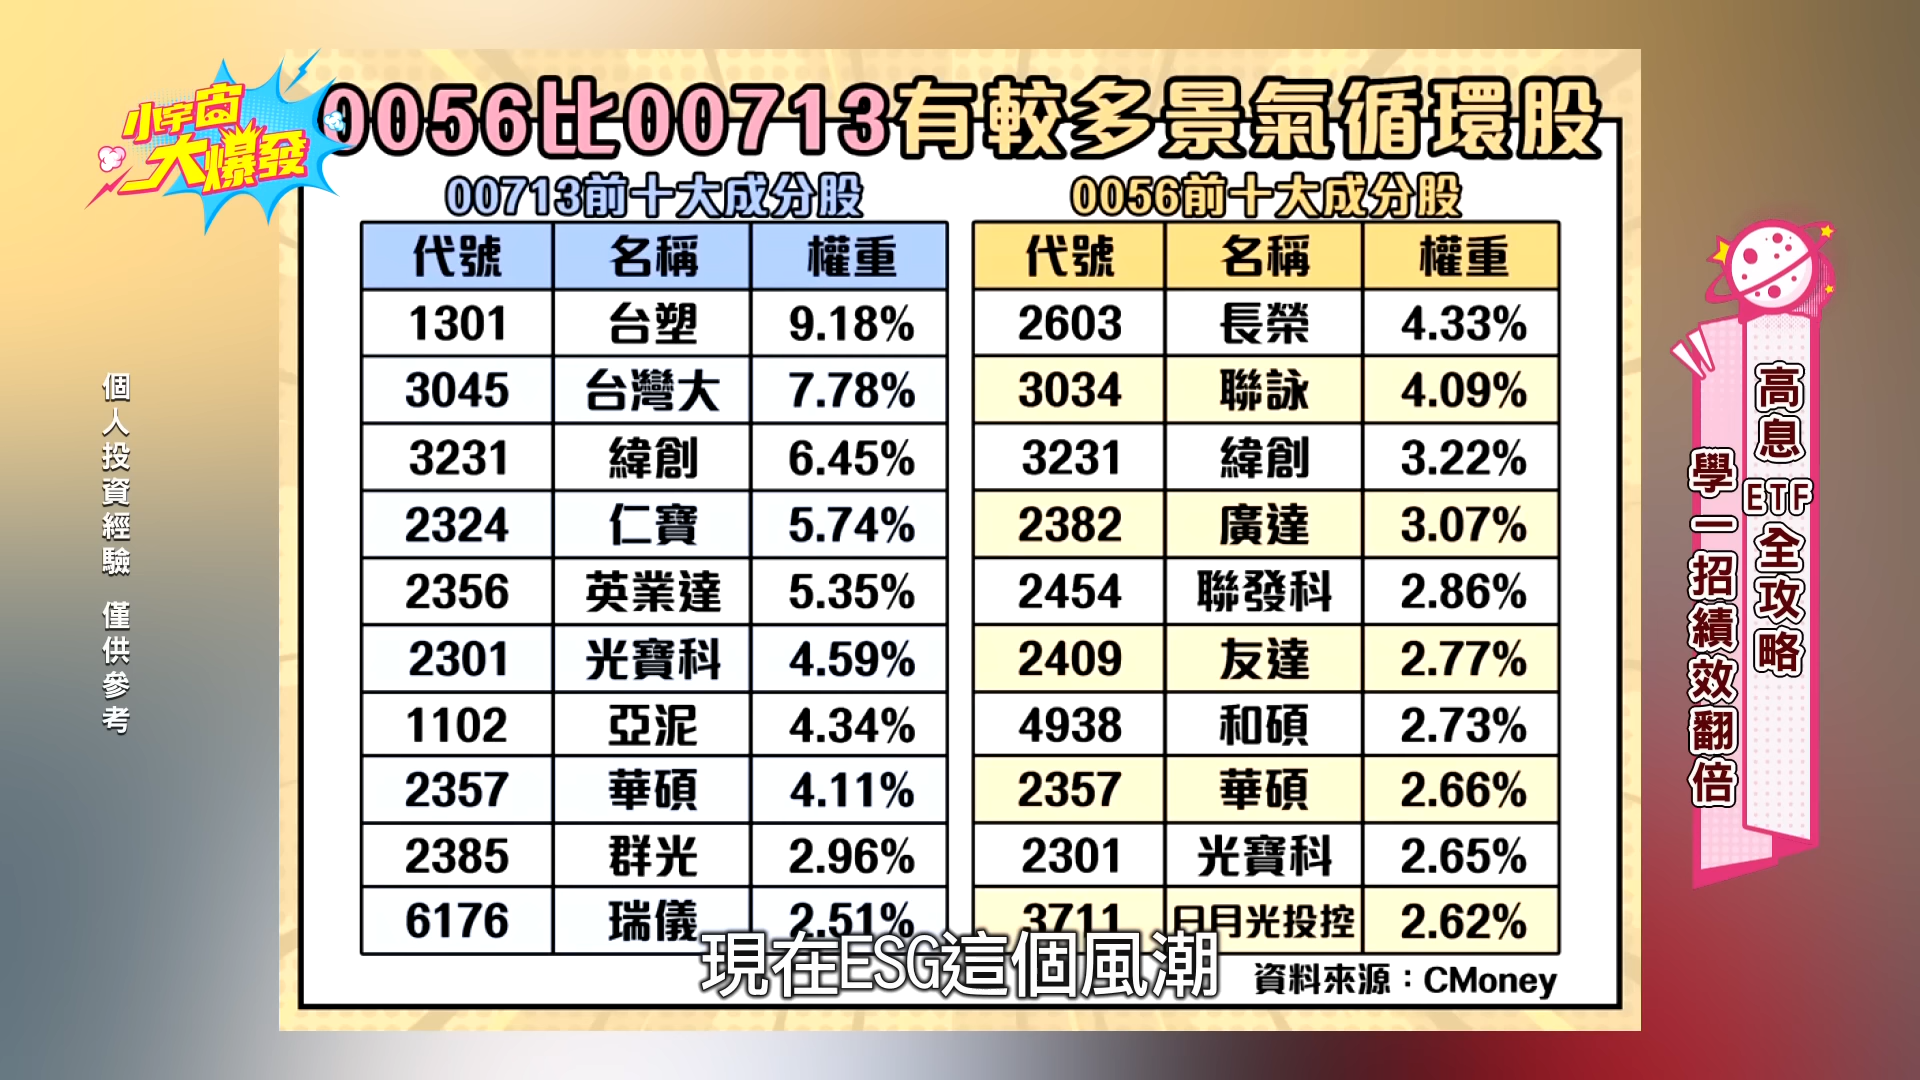 小宇宙
大爆發
0056比00713有較多景氣循環股
00713前十大成分股
代號 名稱 權重
1301 台塑 9.18%
3045 台灣大 7.78%
3231 緯創 6.45%
2324 仁寶 5.74%
2356 英業達 5.35%
2301 光寶科 4.59%
1102 亞泥 4.34%
2357 華碩 4.11%
2385 群光 2.96%
6176 瑞儀 2.51%
0056前十大成分股
代號 名稱 權重
2603 長榮 4.33%
3034 聯詠 4.09%
3231 緯創 3.22%
2382 廣達 3.07%
2454 聯發科 2.86%
2409 友達 2.77%
4938 和碩 2.73%
2357 華碩 2.66%
2301 光寶科 2.65%
3711 日月光投控 2.62%
資料來源：CMoney
現在ESG這個風潮
個人投資經驗 僅供參考
高息ETF全攻略
學一招績效翻倍